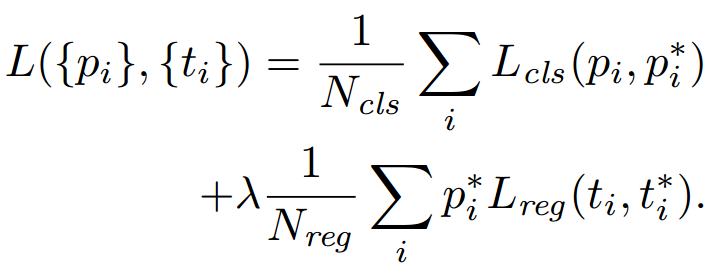 L({p_i}, {t_i}) = \frac{1}{N_{cls}} \sum_i L_{cls}(p_i, p_i^*)
+\lambda \frac{1}{N_{reg}} \sum_i p_i^* L_{reg}(t_i, t_i^*).